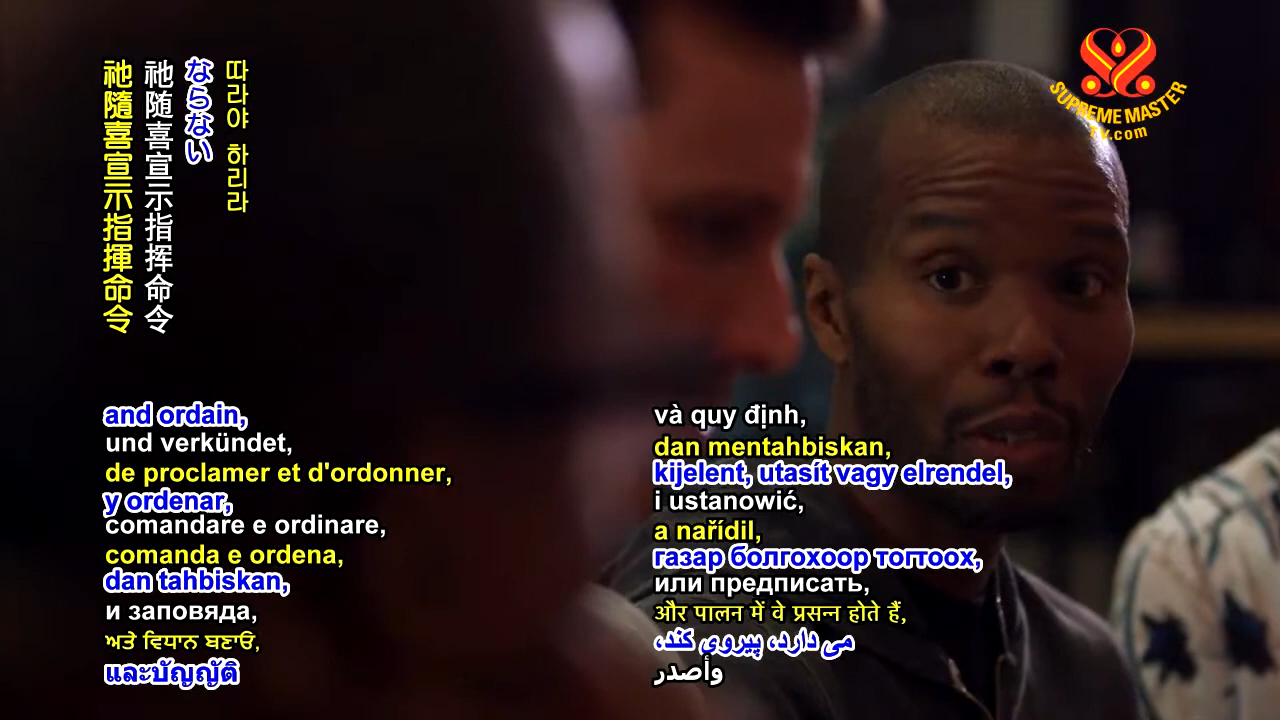 따라야 하리라
ならない
祂随喜宣示指挥命令
祂隨喜宣示指揮命令
SUPREME MASTER
TV.com
and ordain,
und verkündet,
de proclamer et d'ordonner,
y ordenar,
comandare e ordinare,
comanda e ordena,
dan tahbiskan,
и заповяда,
ਅਤੇ ਵਿਧਾਨ ਬਣਾਓ,
และบัญญัติ
và quy định,
dan mentahbiskan,
kijelent, utasít vagy elrendel,
i ustanowić,
a nařídil,
газар болгохоор тогтоох,
или предписать,
और पालन में वे प्रसन्न होते हैं,
می دارد، پیروی کند،
وأصدر